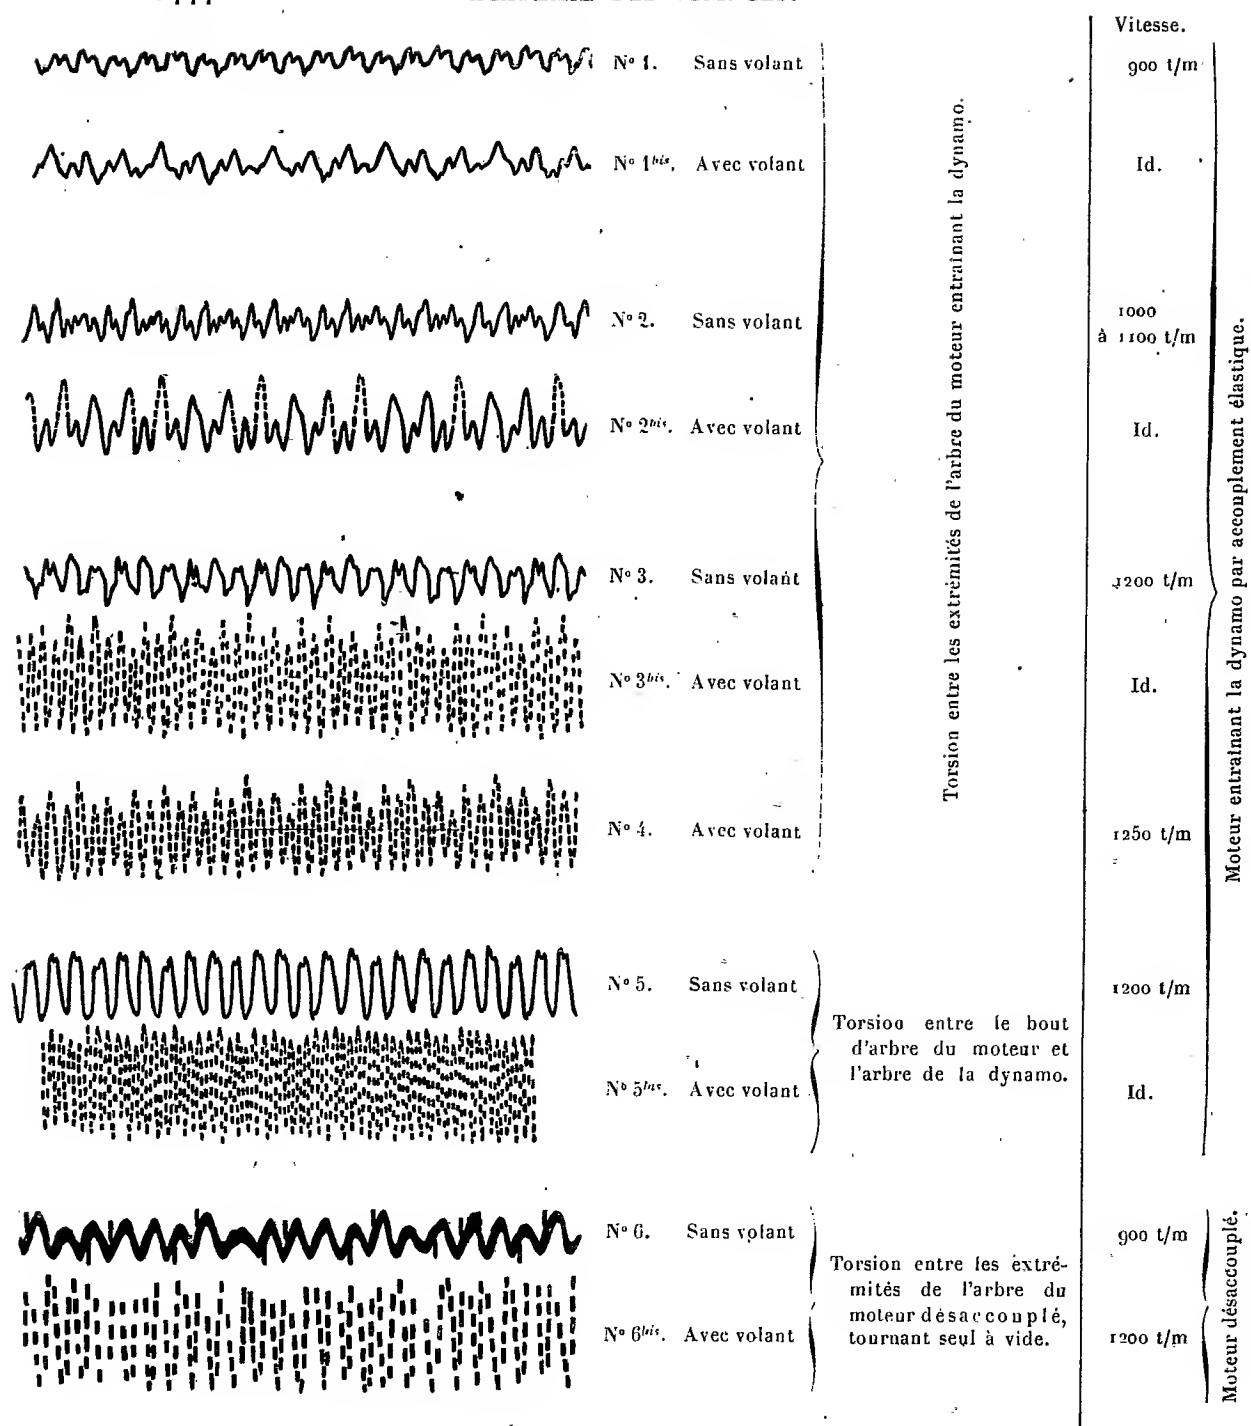 Vitesse.
N° 1. Sans volant 900 t/m
N° 1bis. Avec volant Id.
N° 2. Sans volant 1000
à 1100 t/m
N° 2bis. Avec volant Id.
N° 3. Sans volant 1200 t/m
N° 3bis. Avec volant Id.
N° 4. Avec volant 1250 t/m
Torsion entre les extrémités de l'arbre du moteur entraînant la dynamo.
N° 5. Sans volant 1200 t/m
N° 5bis. Avec volant Id.
Torsion entre le bout
d'arbre du moteur et
l'arbre de la dynamo.
Moteur entraînant la dynamo par accouplement élastique.
N° 6. Sans volant 900 t/m
N° 6bis. Avec volant 1200 t/m
Torsion entre les extré-
mités de l'arbre du
moteur désaccouplé,
tournant seul à vide.
Moteur désaccouplé.